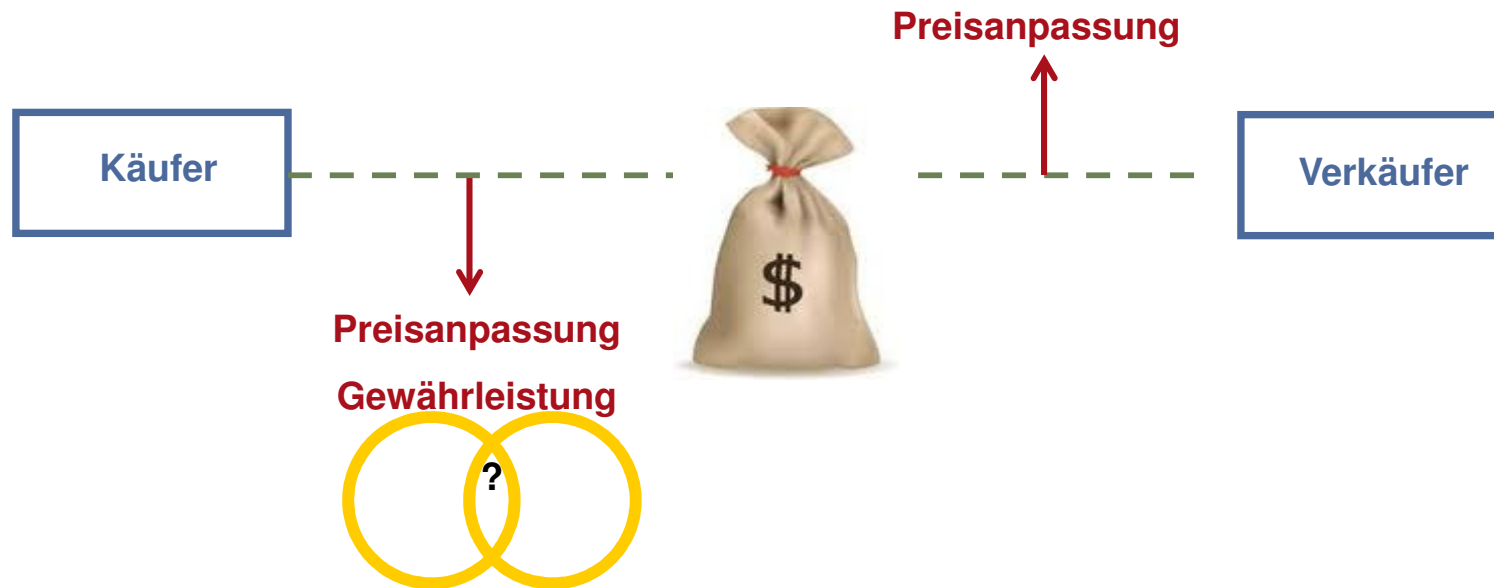 Preisanpassung
Käufer
Verkäufer
$
Preisanpassung
Gewährleistung
?